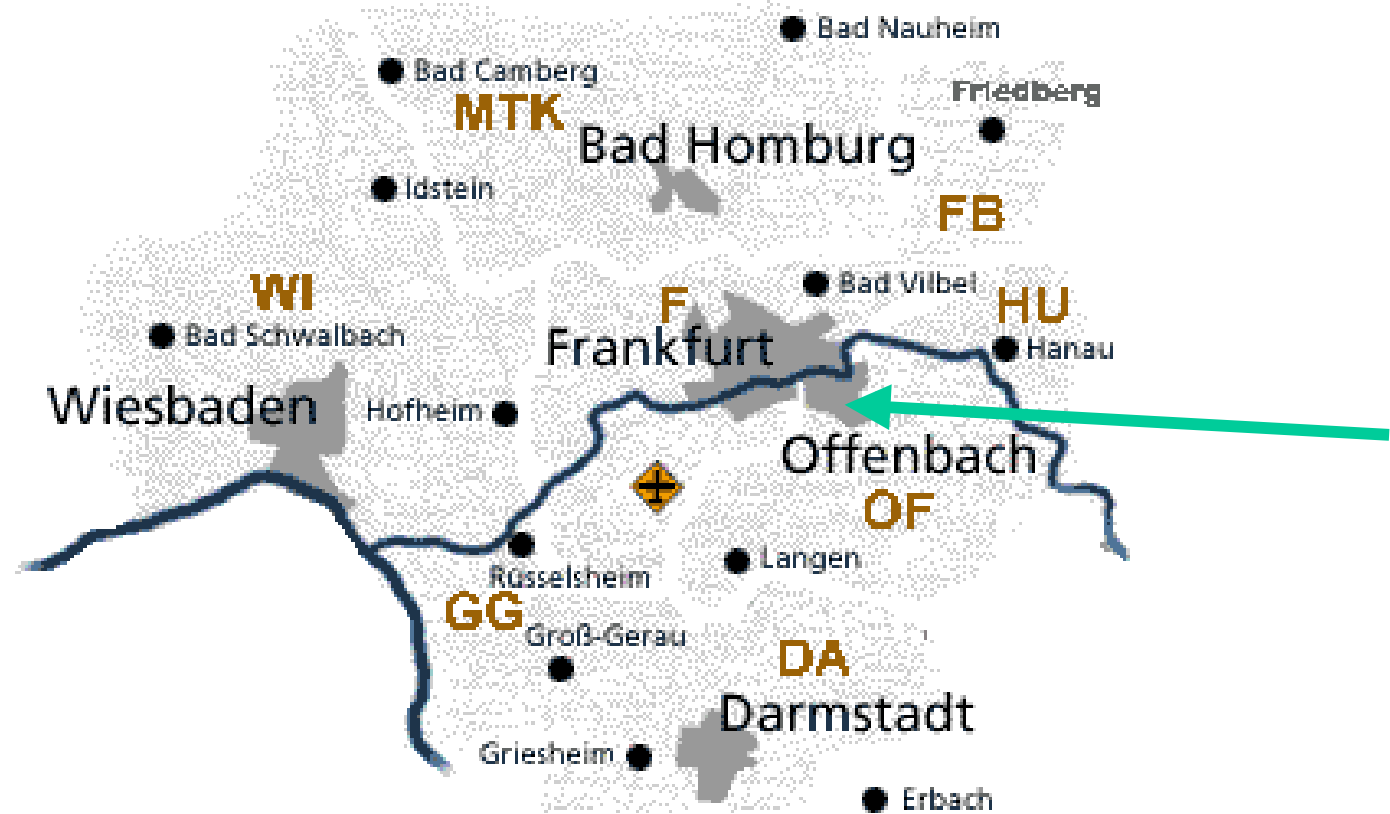 Bad Nauheim
Bad Camberg
Friedberg
MTK
Bad Homburg
Idstein
FB
Bad Vilbel
WI
F
HU
Bad Schwalbach
Frankfurt
Hanau
Wiesbaden
Hofheim
Offenbach
OF
Langen
Rüsselsheim
GG
Groß-Gerau
DA
Darmstadt
Griesheim
Erbach